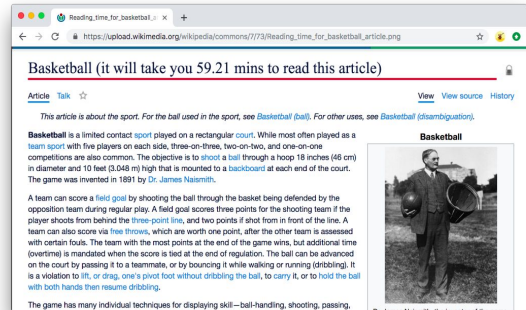 Reading_time_for_basketball_a
https://upload.wikimedia.org/wikipedia/commons/7/73/Reading_time_for_basketball_article.png
Basketball (it will take you 59.21 mins to read this article)
Article Talk View View source History
This article is about the sport. For the ball used in the sport, see Basketball (ball). For other uses, see Basketball (disambiguation).
Basketball is a limited contact sport played on a rectangular court. While most often played as a
team sport with five players on each side, three-on-three, two-on-two, and one-on-one
competitions are also common. The objective is to shoot a ball through a hoop 18 inches (46 cm)
in diameter and 10 feet (3.048 m) high that is mounted to a backboard at each end of the court.
The game was invented in 1891 by Dr. James Naismith.
A team can score a field goal by shooting the ball through the basket being defended by the
opposition team during regular play. A field goal scores three points for the shooting team if the
player shoots from behind the three-point line, and two points if shot from in front of the line. A
team can also score via free throws, which are worth one point, after the other team is assessed
with certain fouls. The team with the most points at the end of the game wins, but additional time
(overtime) is mandated when the score is tied at the end of regulation. The ball can be advanced
on the court by passing it to a teammate, or by bouncing it while walking or running (dribbling). It
is a violation to lift, or drag, one's pivot foot without dribbling the ball, to carry it, or to hold the ball
with both hands then resume dribbling.
The game has many individual techniques for displaying skill—ball-handling, shooting, passing,
Basketball